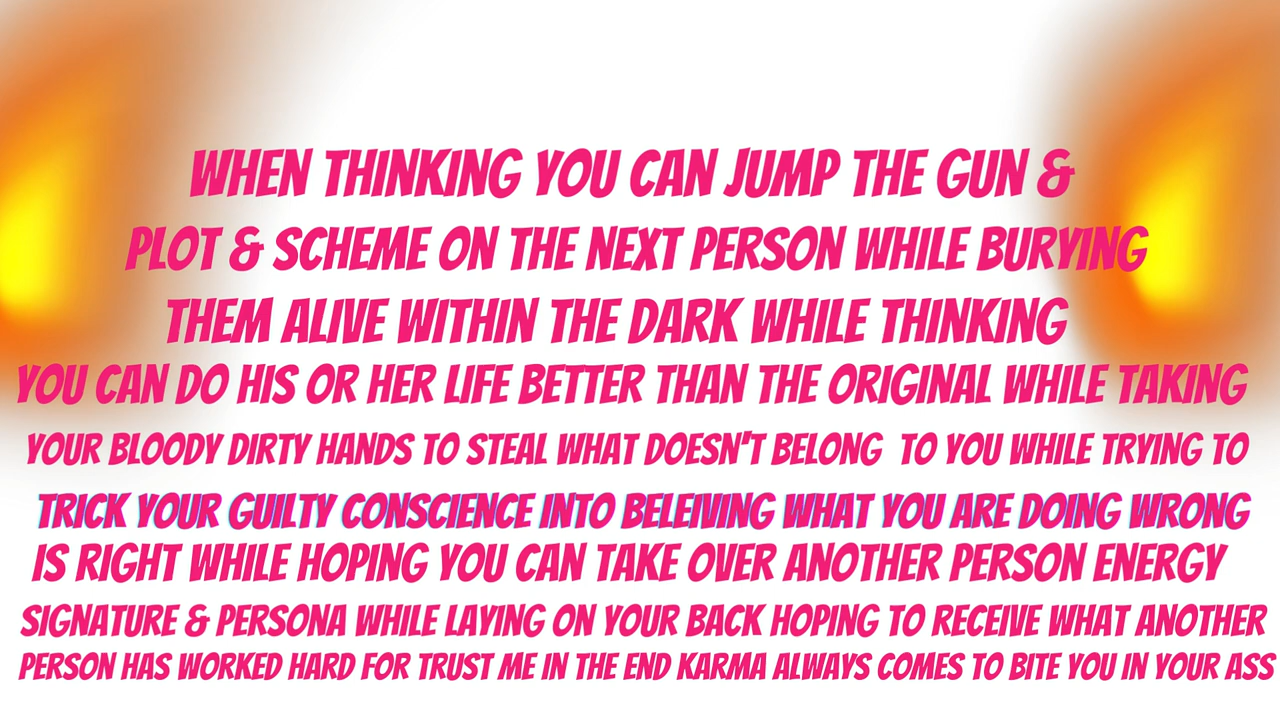 WHEN THINKING YOU CAN JUMP THE GUN &
PLOT & SCHEME ON THE NEXT PERSON WHILE BURYING
THEM ALIVE WITHIN THE DARK WHILE THINKING
YOU CAN DO HIS OR HER LIFE BETTER THAN THE ORIGINAL WHILE TAKING
YOUR BLOODY DIRTY HANDS TO STEAL WHAT DOESN'T BELONG TO YOU WHILE TRYING TO
TRICK YOUR GUILTY CONSCIENCE INTO BELEIVING WHAT YOU ARE DOING WRONG
IS RIGHT WHILE HOPING YOU CAN TAKE OVER ANOTHER PERSON ENERGY
SIGNATURE & PERSONA WHILE LAYING ON YOUR BACK HOPING TO RECEIVE WHAT ANOTHER
PERSON HAS WORKED HARD FOR TRUST ME IN THE END KARMA ALWAYS COMES TO BITE YOU IN YOUR ASS